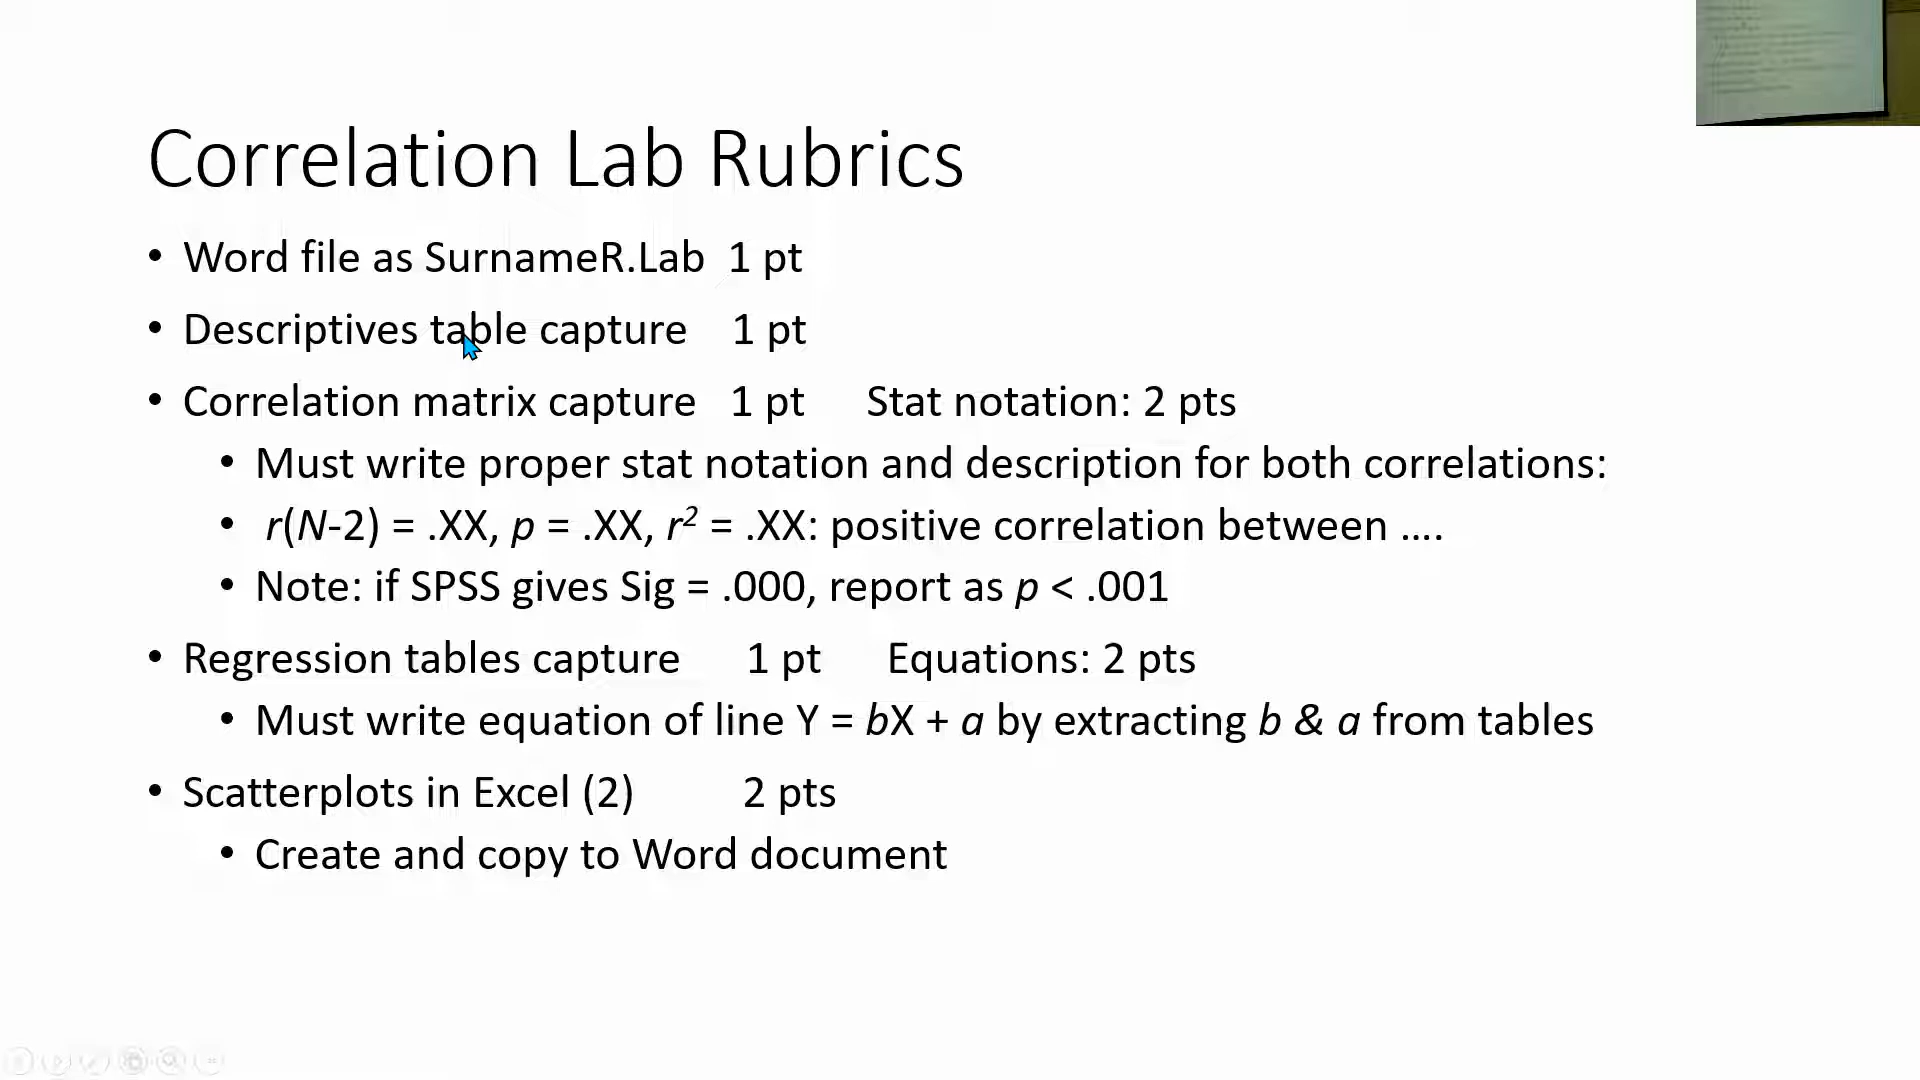 Correlation Lab Rubrics
• Word file as SurnameR.Lab 1 pt
• Descriptives table capture 1 pt
• Correlation matrix capture 1 pt Stat notation: 2 pts
• Must write proper stat notation and description for both correlations:
• r(N-2) = .XX, p = .XX, r² = .XX: positive correlation between ….
• Note: if SPSS gives Sig = .000, report as p < .001
• Regression tables capture 1 pt Equations: 2 pts
• Must write equation of line Y = bX + a by extracting b & a from tables
• Scatterplots in Excel (2) 2 pts
• Create and copy to Word document